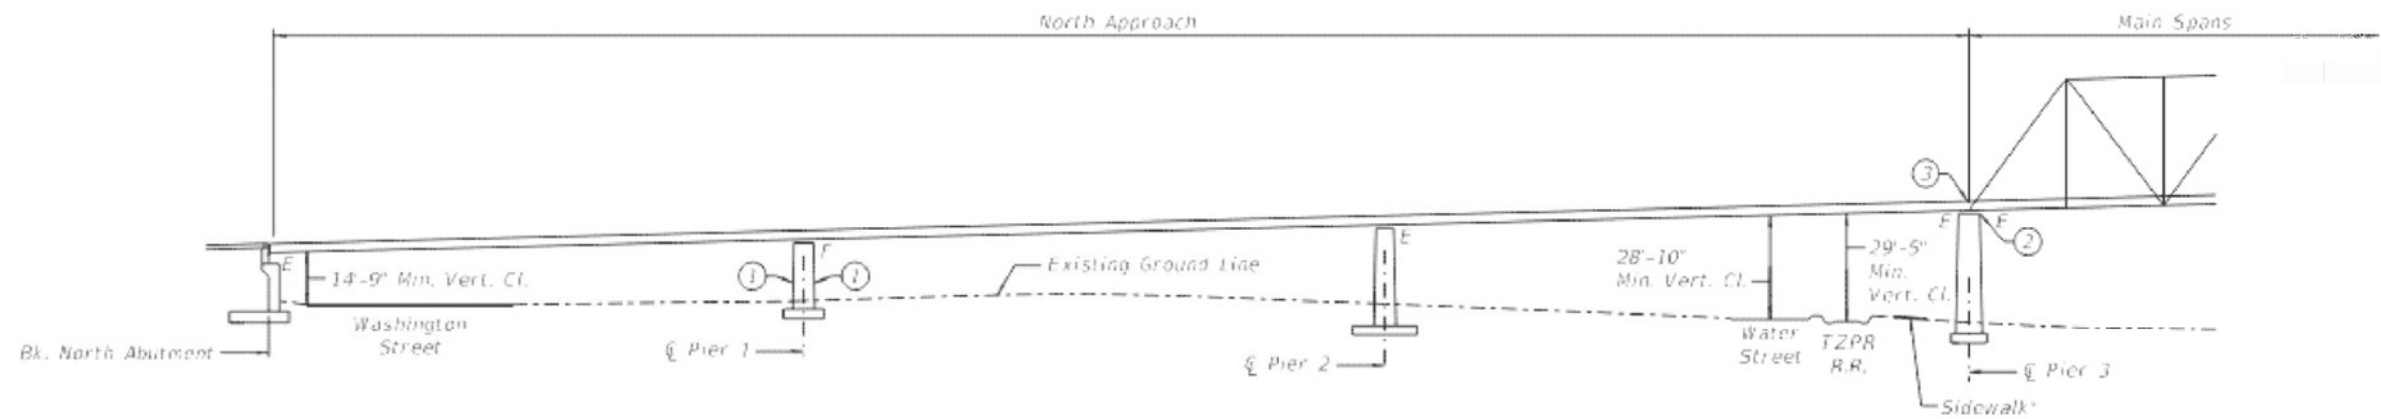 North Approach
Main Spans
3
E
E
F
E
E
2
14'-9" Min. Vert. Cl.
1
1
Existing Ground Line
28'-10"
Min. Vert. Cl.
29'-5"
Min.
Vert. Cl.
Washington
Street
Water
Street
TZPR
R.R.
Bk. North Abutment
℄ Pier 1
℄ Pier 2
℄ Pier 3
Sidewalk